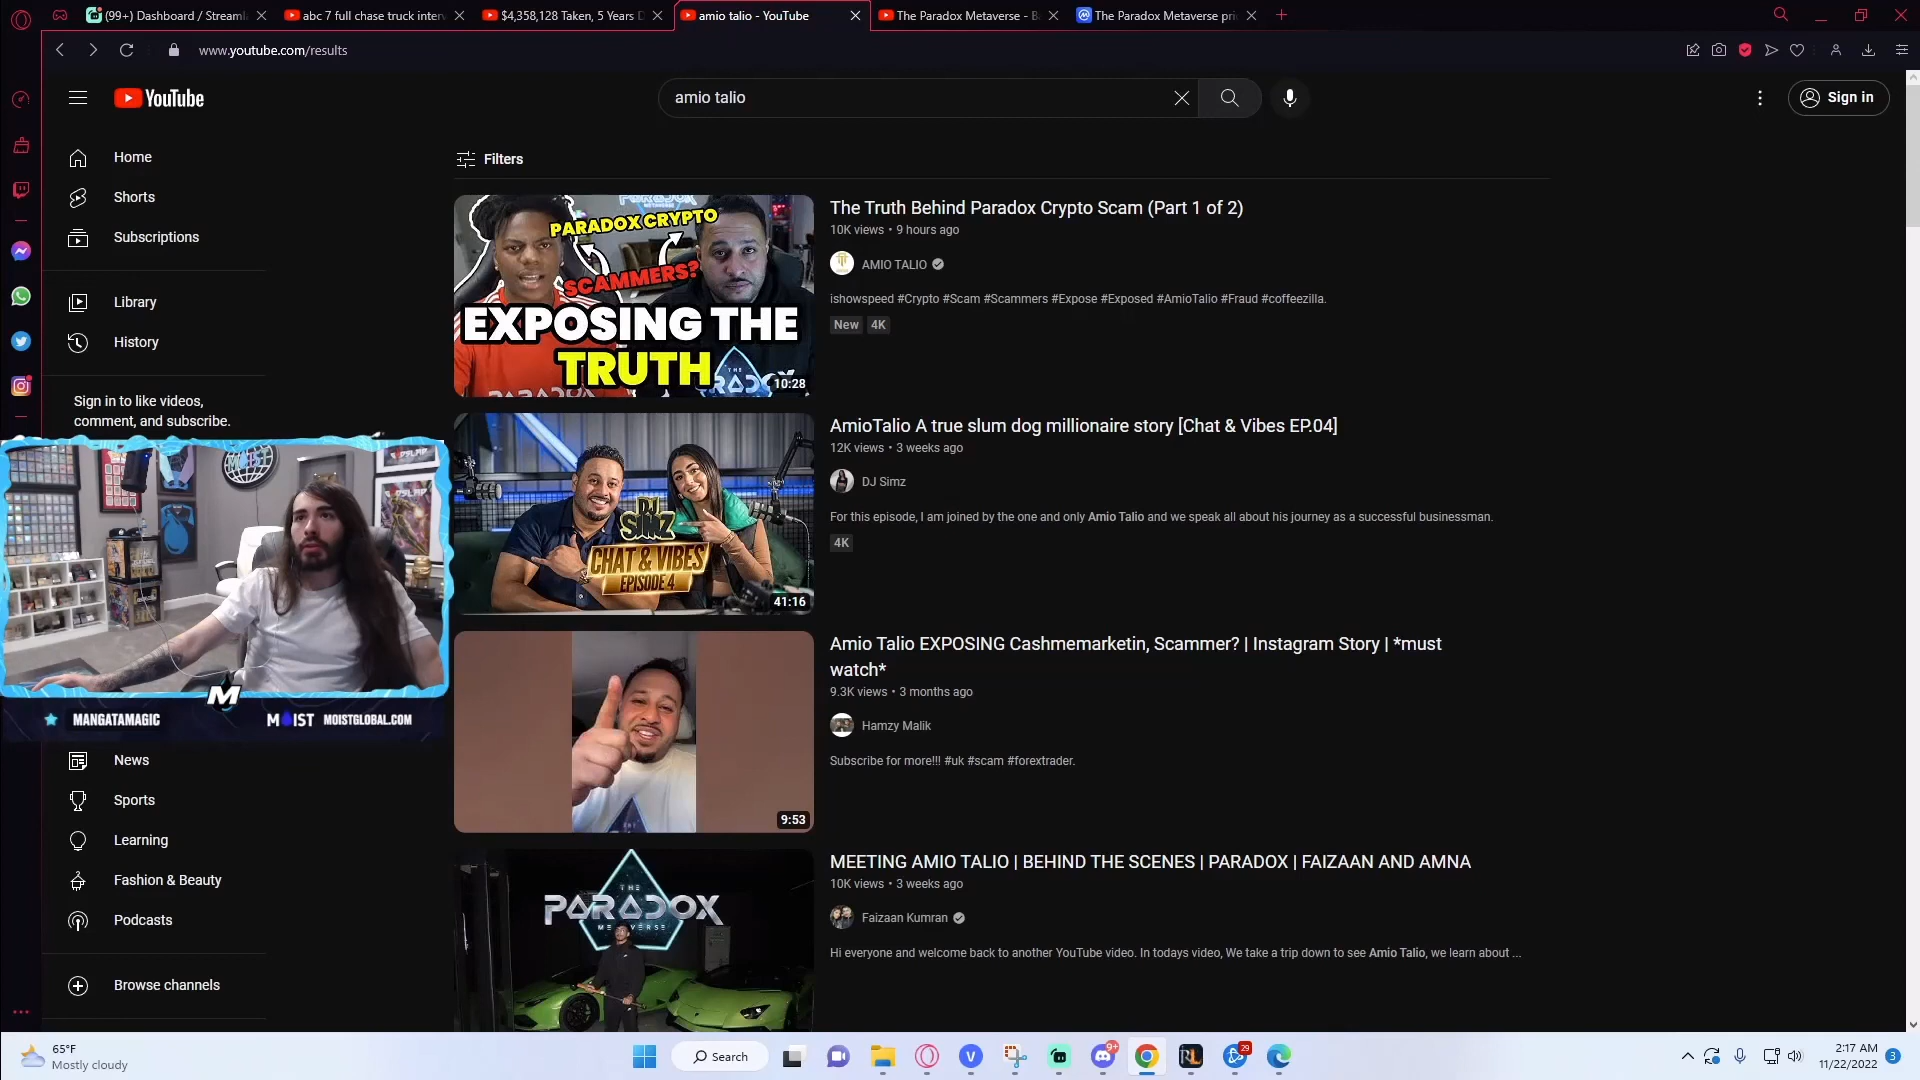 (99+) Dashboard / Streaml
abc 7 full chase truck interv
$4,358,128 Taken, 5 Years D
amio talio - YouTube
The Paradox Metaverse - B
The Paradox Metaverse pri
www.youtube.com/results
YouTube
amio talio
Sign in
Home
Shorts
Subscriptions
Library
History
Sign in to like videos,
comment, and subscribe.
Filters
PARADOX CRYPTO
SCAMMERS?
EXPOSING THE
TRUTH
10:28
The Truth Behind Paradox Crypto Scam (Part 1 of 2)
10K views • 9 hours ago
AMIO TALIO
ishowspeed #Crypto #Scam #Scammers #Expose #Exposed #AmioTalio #Fraud #coffeezilla.
New 4K
DJ
SIMZ
CHAT & VIBES
EPISODE 4
41:16
AmioTalio A true slum dog millionaire story [Chat & Vibes EP.04]
12K views • 3 weeks ago
DJ Simz
For this episode, I am joined by the one and only Amio Talio and we speak all about his journey as a successful businessman.
4K
9:53
Amio Talio EXPOSING Cashmemarketin, Scammer? | Instagram Story | *must
watch*
9.3K views • 3 months ago
Hamzy Malik
Subscribe for more!!! #uk #scam #forextrader.
THE
PARADOX
METAVERSE
MEETING AMIO TALIO | BEHIND THE SCENES | PARADOX | FAIZAAN AND AMNA
10K views • 3 weeks ago
Faizaan Kumran
Hi everyone and welcome back to another YouTube video. In todays video, We take a trip down to see Amio Talio, we learn about ...
MOIST
M
MANGATAMAGIC
MOIST MOISTGLOBAL.COM
News
Sports
Learning
Fashion & Beauty
Podcasts
Browse channels
65°F
Mostly cloudy
Search
9+
29
2:17 AM
11/22/2022
3